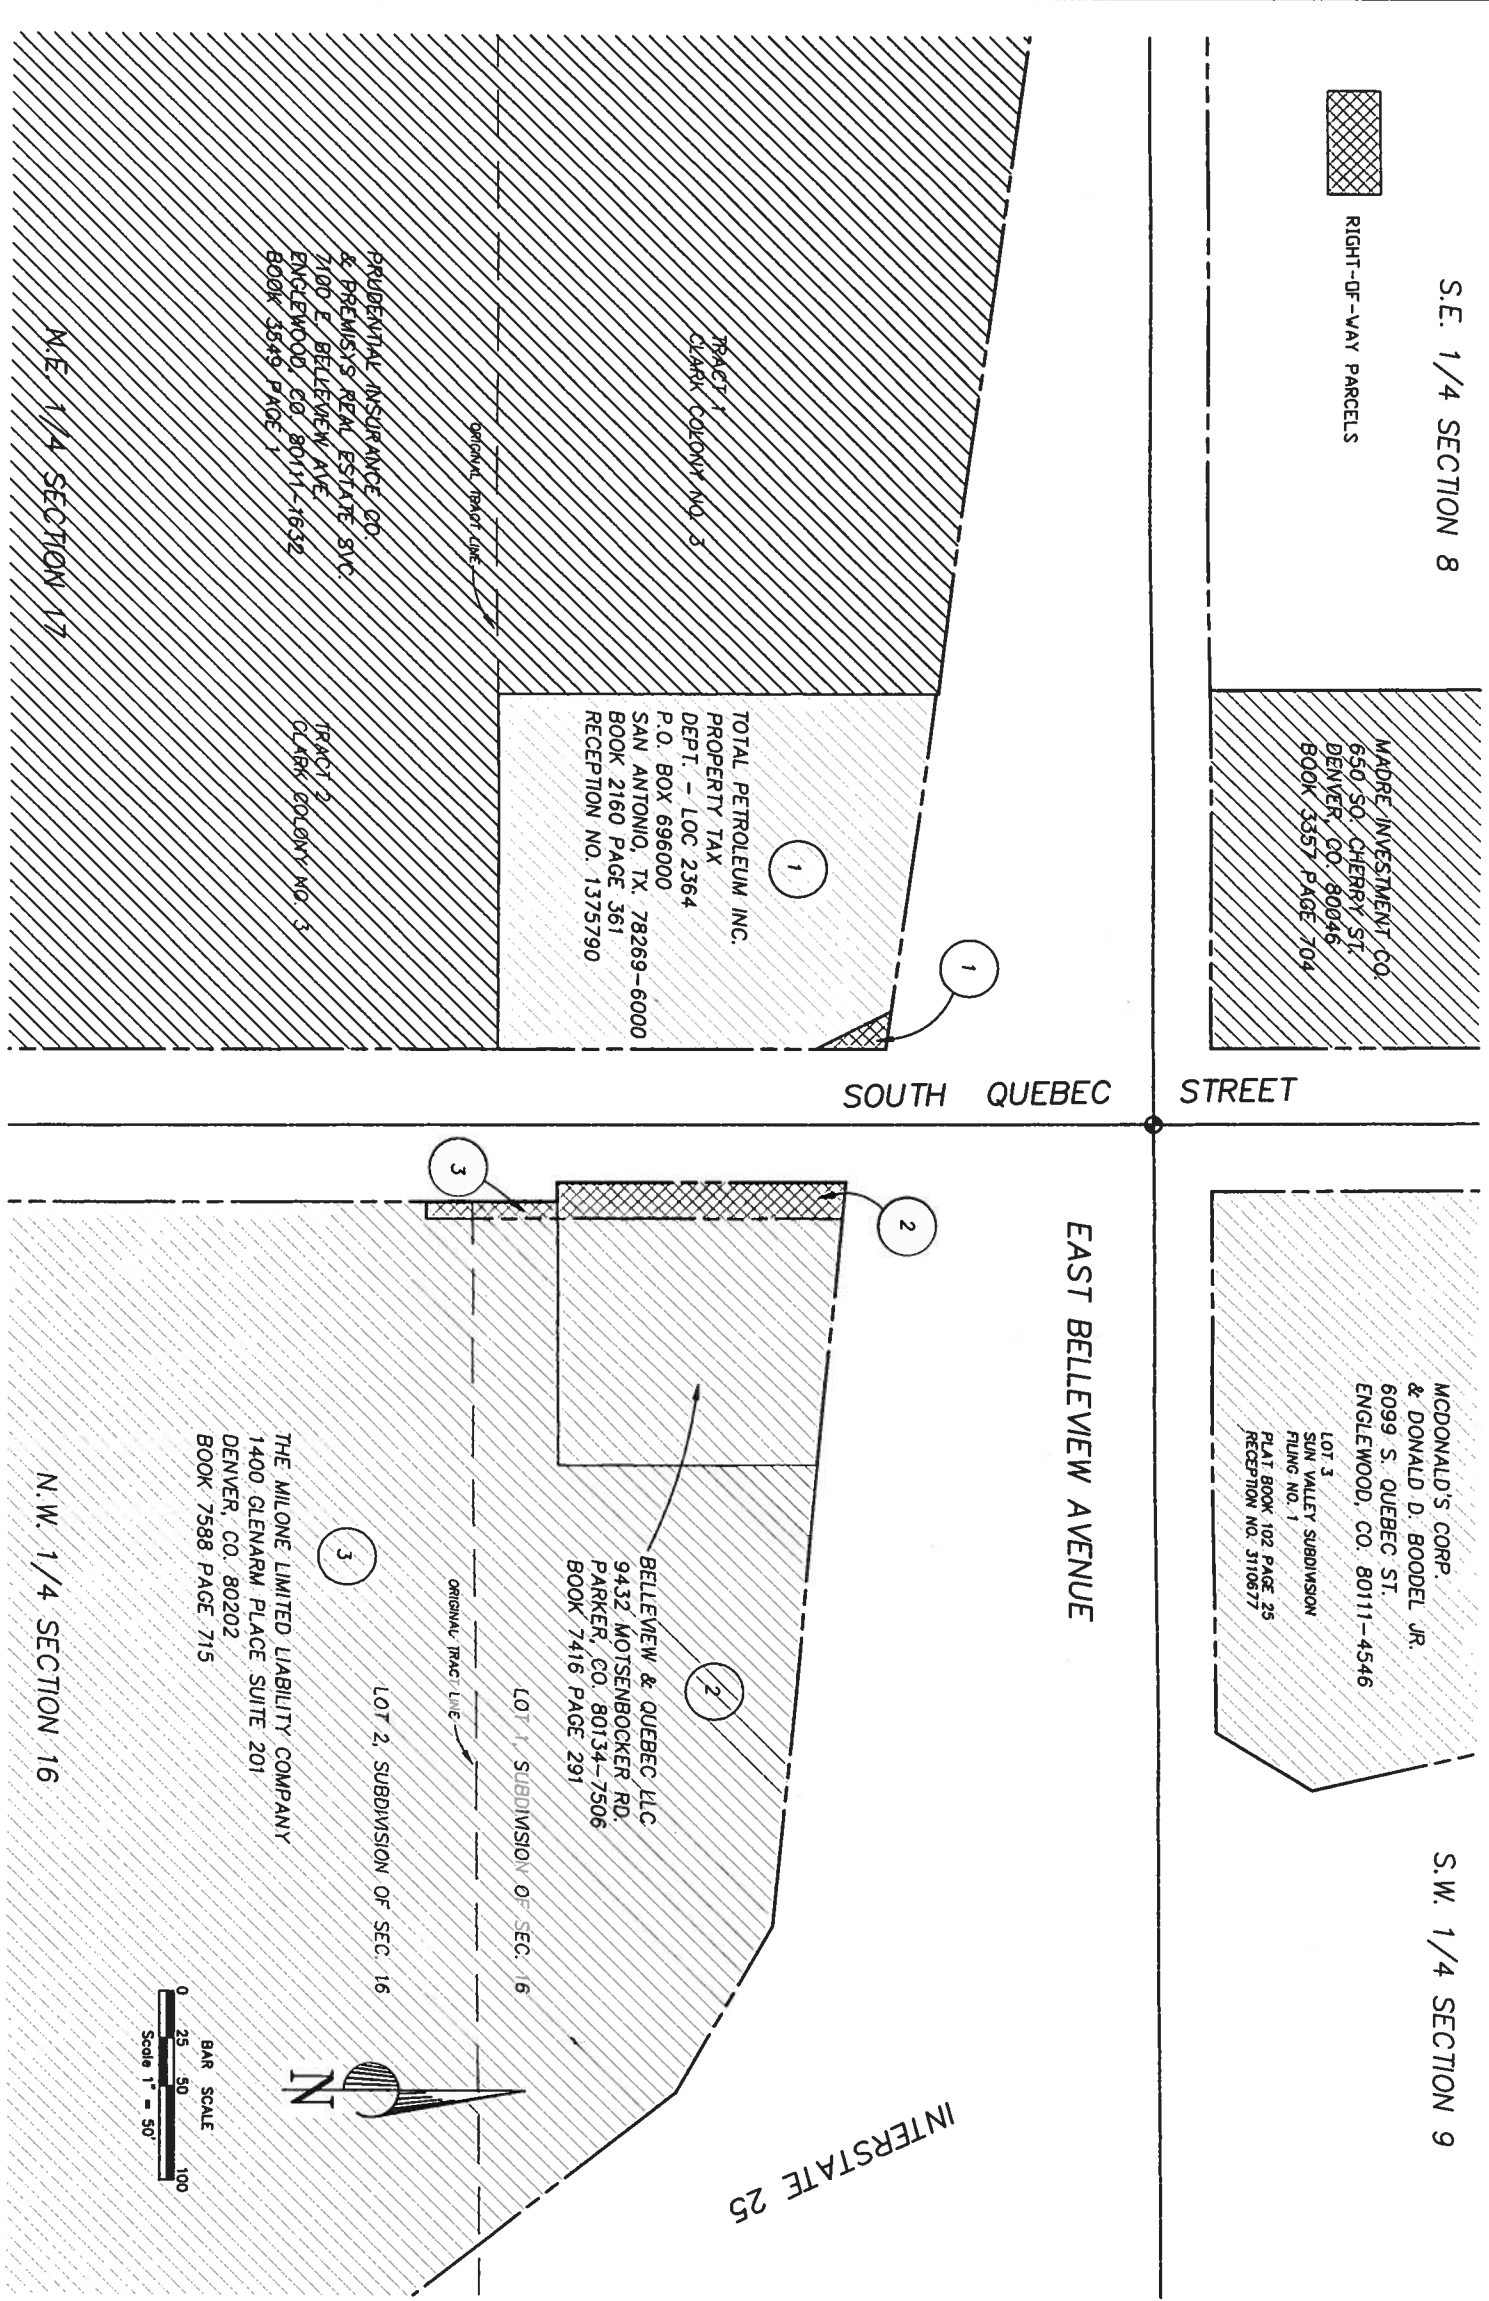 S.E. 1/4 SECTION 8
RIGHT-OF-WAY PARCELS
MADRE INVESTMENT CO.
650 SO. CHERRY ST.
DENVER, CO. 80046
BOOK 3357 PAGE 704
TRACT 1
CLARK COLONY NO. 3
ORIGINAL TRACT LINE
PRUDENTIAL INSURANCE CO.
& PREMISYS REAL ESTATE SVC.
7100 E. BELLEVIEW AVE.
ENGLEWOOD, CO. 80111-1632
BOOK 3549 PAGE 1
N.E. 1/4 SECTION 17
TRACT 2
CLARK COLONY NO. 3
1
TOTAL PETROLEUM INC.
PROPERTY TAX
DEPT. - LOC 2364
P.O. BOX 696000
SAN ANTONIO, TX. 78269-6000
BOOK 2160 PAGE 361
RECEPTION NO. 1375790
1
SOUTH QUEBEC STREET
EAST BELLEVIEW AVENUE
MCDONALD'S CORP.
& DONALD D. BOODEL JR.
6099 S. QUEBEC ST.
ENGLEWOOD, CO. 80111-4546
LOT 3
SUN VALLEY SUBDIVISION
FILING NO. 1
PLAT BOOK 102 PAGE 25
RECEPTION NO. 3110677
S.W. 1/4 SECTION 9
2
3
2
BELLEVIEW & QUEBEC LLC
9432 MOTSENBOCKER RD.
PARKER, CO. 80134-7506
BOOK 7416 PAGE 291
LOT 1, SUBDIVISION OF SEC. 16
ORIGINAL TRACT LINE
LOT 2, SUBDIVISION OF SEC. 16
3
THE MILONE LIMITED LIABILITY COMPANY
1400 GLENARM PLACE SUITE 201
DENVER, CO. 80202
BOOK 7588 PAGE 715
N.W. 1/4 SECTION 16
INTERSTATE 25
N
BAR SCALE
0 25 50 100
Scale 1" = 50'